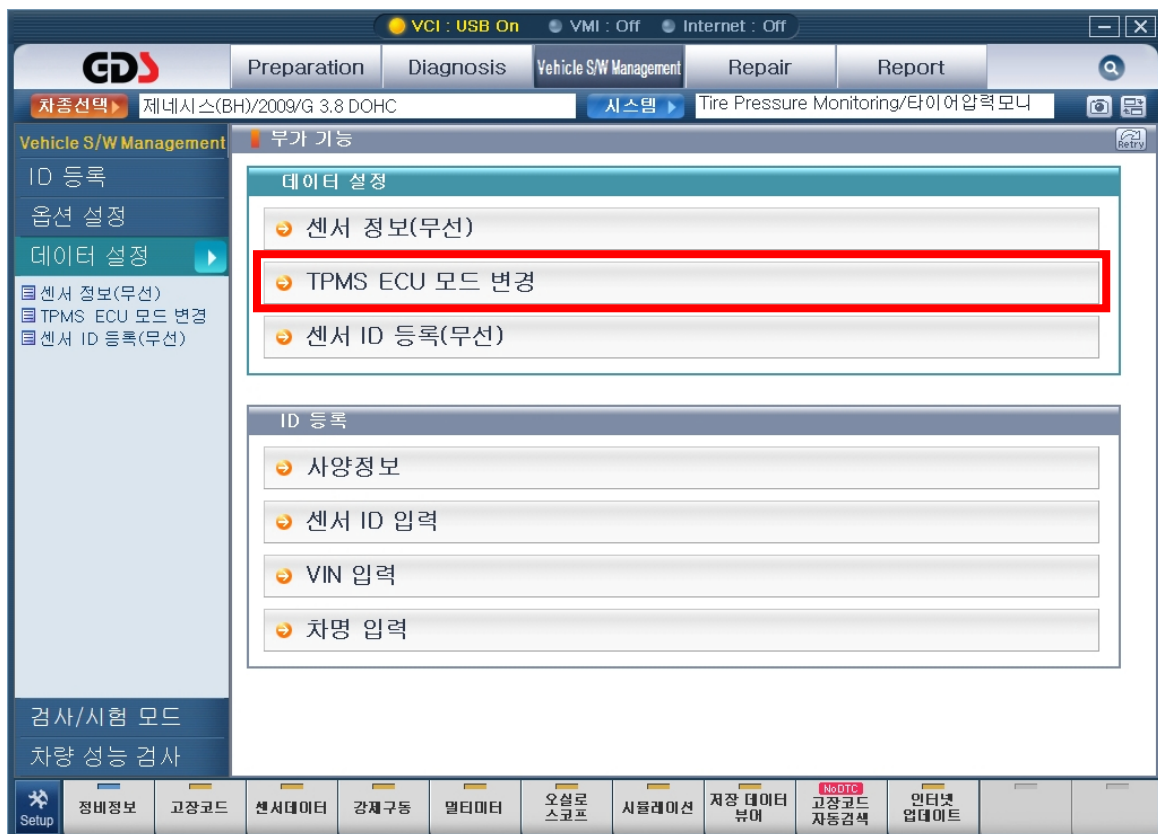 VCI : USB On VMI : Off Internet : Off
GDS Preparation Diagnosis Vehicle S/W Management Repair Report
차종선택 제네시스(BH)/2009/G 3.8 DOHC 시스템 Tire Pressure Monitoring/타이어압력모니
Vehicle S/W Management
ID 등록
옵션 설정
데이터 설정
센서 정보(무선)
TPMS ECU 모드 변경
센서 ID 등록(무선)
검사/시험 모드
차량 성능 검사
부가 기능
Retry
데이터 설정
센서 정보(무선)
TPMS ECU 모드 변경
센서 ID 등록(무선)
ID 등록
사양정보
센서 ID 입력
VIN 입력
차명 입력
Setup
정비정보
고장코드
센서데이터
강제구동
멀티미터
오실로
스코프
시뮬레이션
저장 데이터
뷰어
NoDTC
고장코드
자동검색
인터넷
업데이트